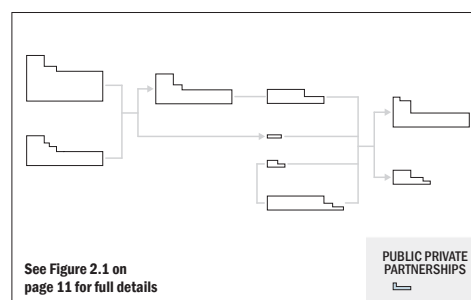 See Figure 2.1 on
page 11 for full details
PUBLIC PRIVATE
PARTNERSHIPS